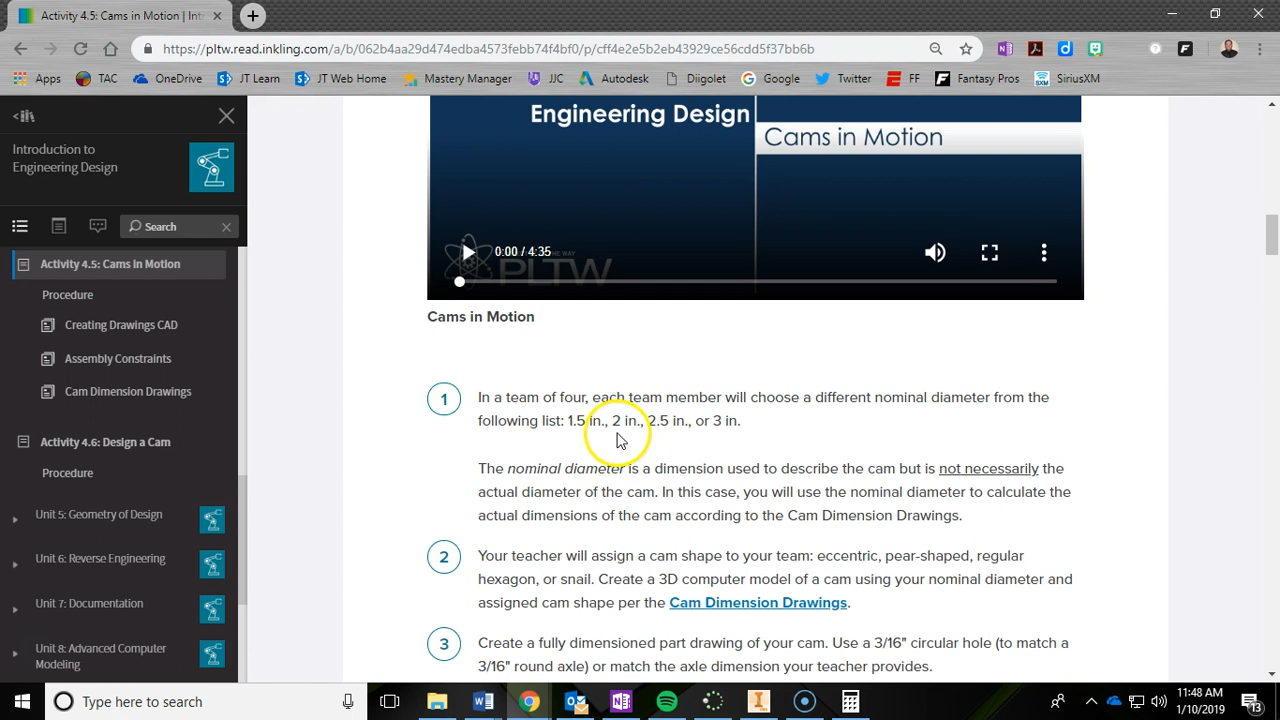 Activity 4.5: Cams in Motion | Int
https://pltw.read.inkling.com/a/b/062b4aa29d474edba4573febb74f4bf0/p/cff4e2e5b2eb43929ce56cdd5f37bb6b
Apps TAC OneDrive JT Learn JT Web Home Mastery Manager JJC Autodesk Diigolet Google Twitter FF Fantasy Pros SiriusXM
Introduction to
Engineering Design
Search
Activity 4.5: Cams in Motion
Procedure
Creating Drawings CAD
Assembly Constraints
Cam Dimension Drawings
Activity 4.6: Design a Cam
Procedure
Unit 5: Geometry of Design
Unit 6: Reverse Engineering
Unit 7: Documentation
Unit 8: Advanced Computer
Modeling
Engineering Design
Cams in Motion
0:00 / 4:35
THE WAY
PLTW
Cams in Motion
1 In a team of four, each team member will choose a different nominal diameter from the
following list: 1.5 in., 2 in., 2.5 in., or 3 in.
The nominal diameter is a dimension used to describe the cam but is not necessarily the
actual diameter of the cam. In this case, you will use the nominal diameter to calculate the
actual dimensions of the cam according to the Cam Dimension Drawings.
2 Your teacher will assign a cam shape to your team: eccentric, pear-shaped, regular
hexagon, or snail. Create a 3D computer model of a cam using your nominal diameter and
assigned cam shape per the Cam Dimension Drawings.
3 Create a fully dimensioned part drawing of your cam. Use a 3/16" circular hole (to match a
3/16" round axle) or match the axle dimension your teacher provides.
Type here to search
11:48 AM
1/10/2019
13